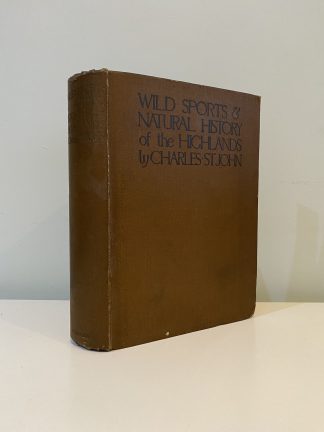 WILD SPORTS &
NATURAL HISTORY
of the HIGHLANDS
by CHARLES·ST·JOHN